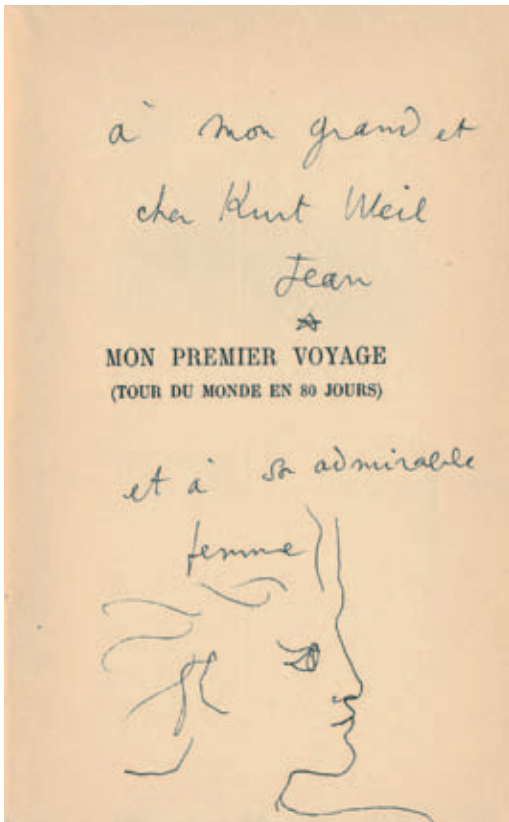 à mon grand et
cher Kurt Weil
Jean
MON PREMIER VOYAGE
(TOUR DU MONDE EN 80 JOURS)
et à sa admirable
femme